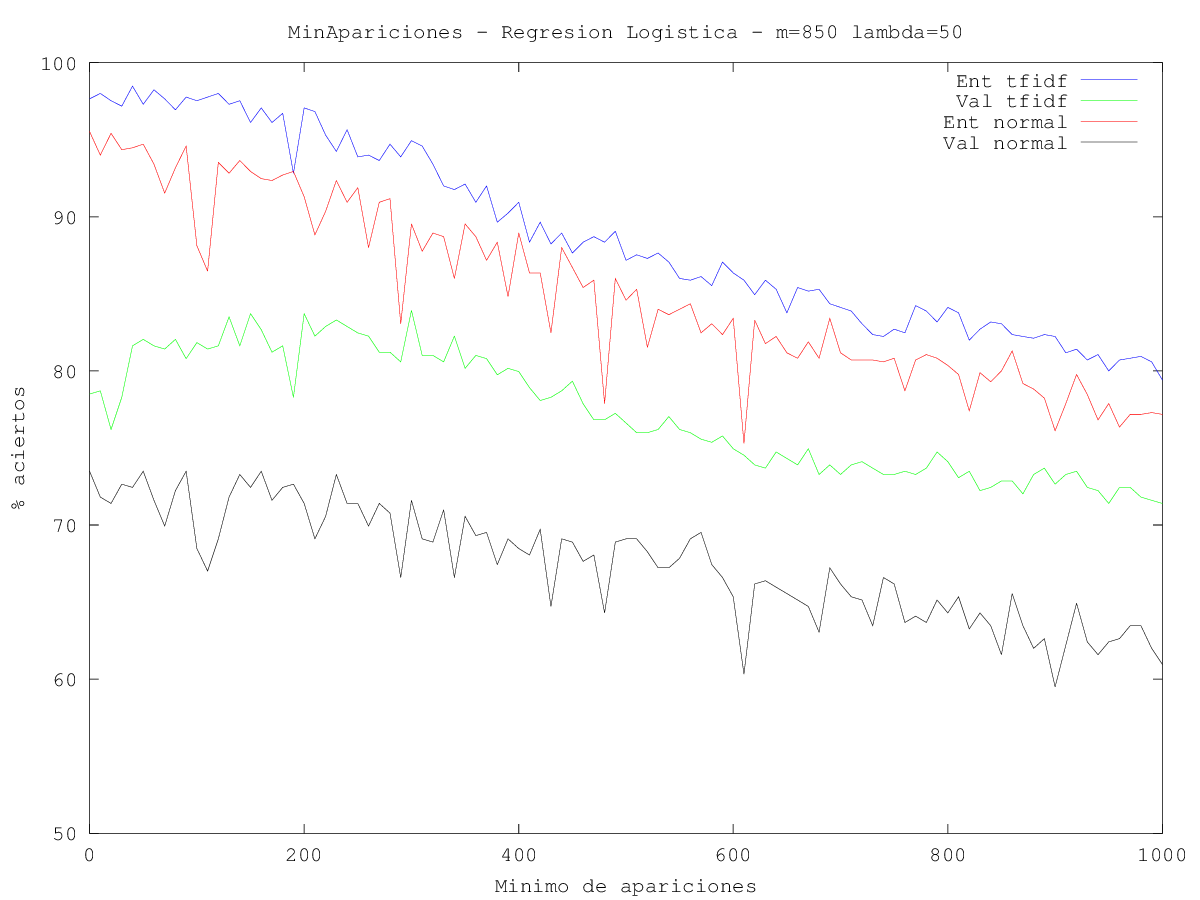 MinApariciones - Regresion Logistica - m=850 lambda=50
Ent tfidf
Val tfidf
Ent normal
Val normal
100
90
80
70
60
50
% aciertos
0 200 400 600 800 1000
Minimo de apariciones